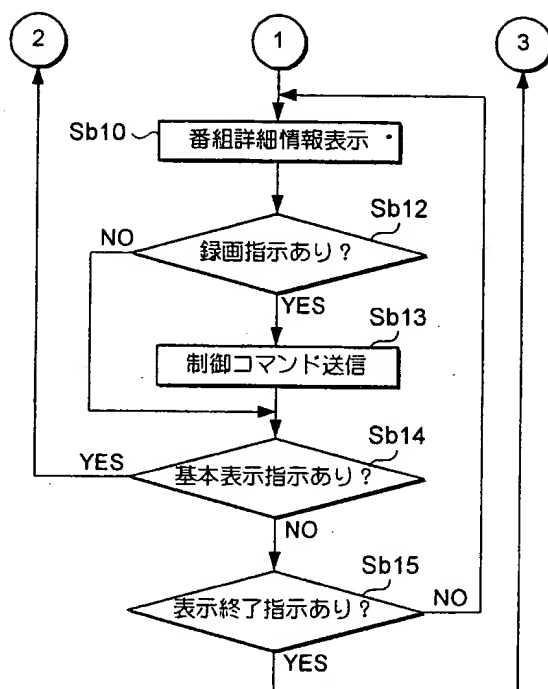 2
1
3
Sb10
番組詳細情報表示
Sb12
NO
録画指示あり?
YES
Sb13
制御コマンド送信
Sb14
YES
基本表示指示あり?
NO
Sb15
表示終了指示あり?
NO
YES